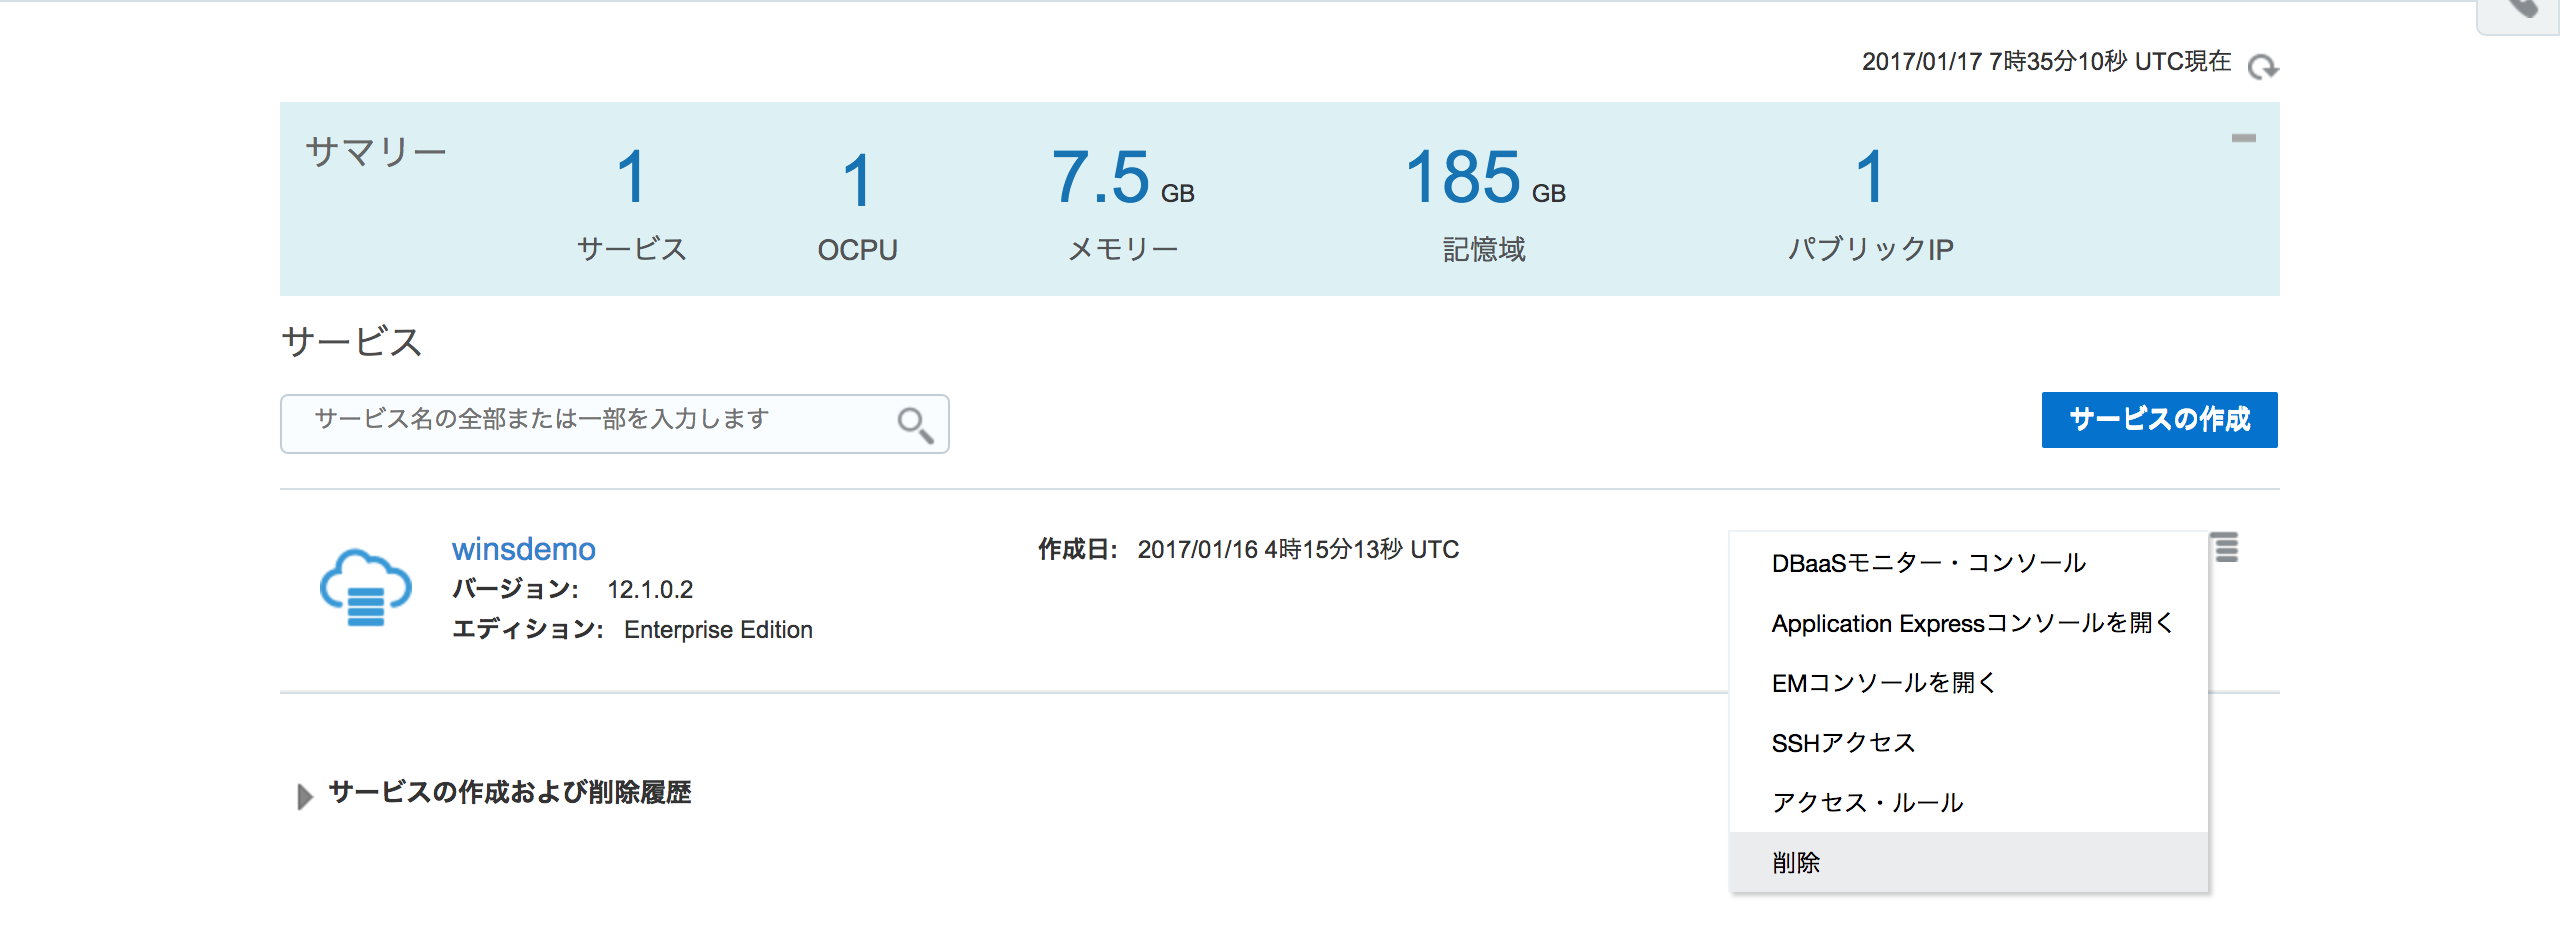 2017/01/17 7時35分10秒 UTC現在
サマリー
1
サービス
1
OCPU
7.5 GB
メモリー
185 GB
記憶域
1
パブリックIP
サービス
サービス名の全部または一部を入力します
サービスの作成
winsdemo
バージョン: 12.1.0.2
エディション: Enterprise Edition
作成日: 2017/01/16 4時15分13秒 UTC
DBaaSモニター・コンソール
Application Expressコンソールを開く
EMコンソールを開く
SSHアクセス
アクセス・ルール
削除
サービスの作成および削除履歴